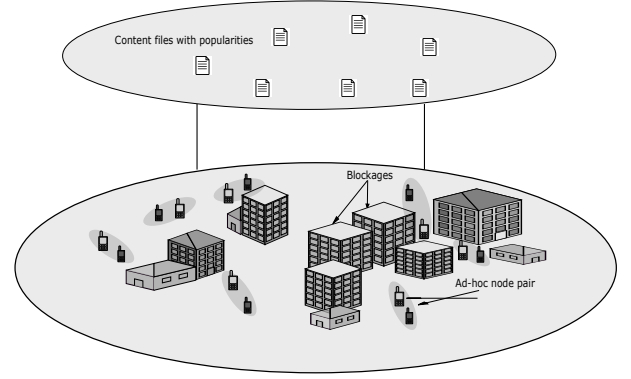 Content files with popularities
Blockages
Ad-hoc node pair